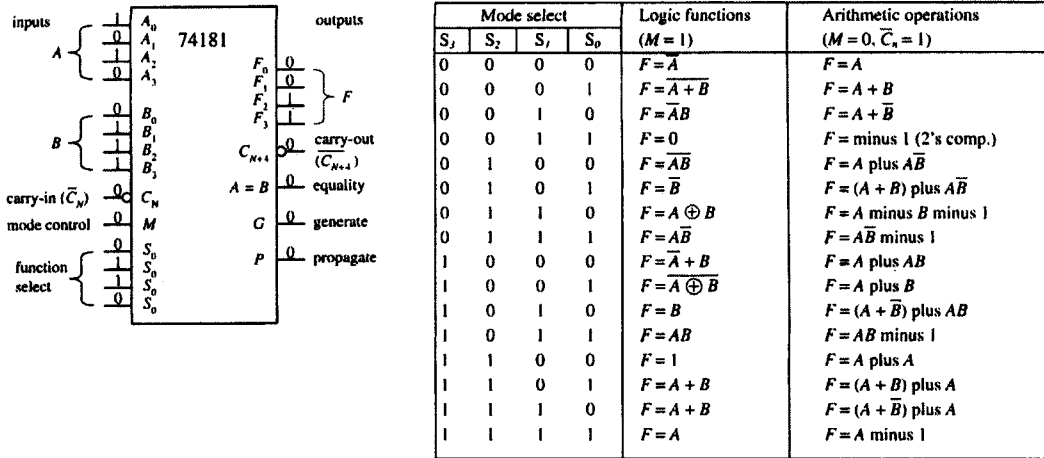 inputs
outputs
74181
1 A₀
0 A₁
A 1 A₂
0 A₃
0 B₀
1 B₁
B 1 B₂
1 B₃
carry-in (C̅_N) 0 C_N
mode control 0 M
function select
0 S₀
1 S₀
1 S₀
0 S₀
F₀ 0
F₁ 0
F₂ 1 F
F₃ 1
C_{N+4} 0 carry-out
(C̅_{N+4})
A = B 0 equality
G 0 generate
P 0 propagate
Mode select Logic functions Arithmetic operations
S₃ S₂ S₁ S₀ (M = 1) (M = 0, C̅ₙ = 1)
0 0 0 0 F = A̅ F = A
0 0 0 1 F = \overline{A + B} F = A + B
0 0 1 0 F = A̅B F = A + B̅
0 0 1 1 F = 0 F = minus 1 (2's comp.)
0 1 0 0 F = \overline{AB} F = A plus AB̅
0 1 0 1 F = B̅ F = (A + B) plus AB̅
0 1 1 0 F = A ⊕ B F = A minus B minus 1
0 1 1 1 F = AB̅ F = AB̅ minus 1
1 0 0 0 F = A̅ + B F = A plus AB
1 0 0 1 F = \overline{A ⊕ B} F = A plus B
1 0 1 0 F = B F = (A + B̅) plus AB
1 0 1 1 F = AB F = AB minus 1
1 1 0 0 F = 1 F = A plus A
1 1 0 1 F = A + B F = (A + B) plus A
1 1 1 0 F = A + B F = (A + B̅) plus A
1 1 1 1 F = A F = A minus 1